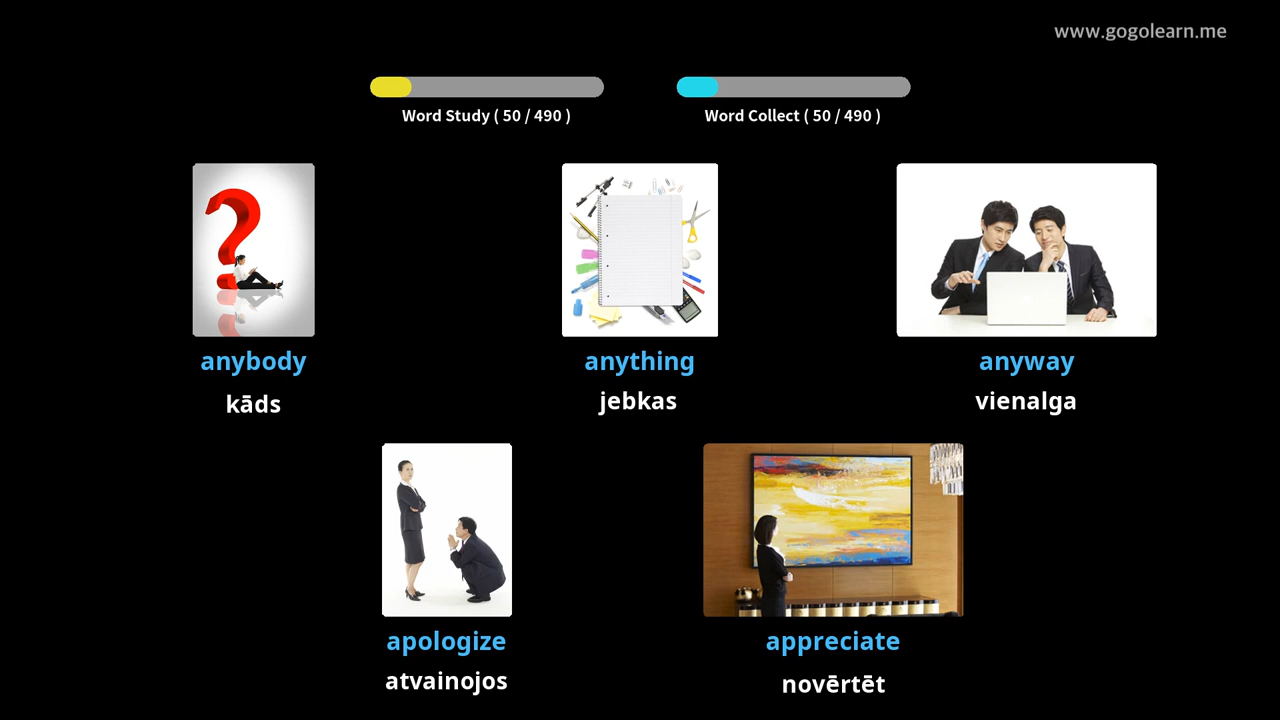 www.gogolearn.me
Word Study ( 50 / 490 )
Word Collect ( 50 / 490 )
anybody
kāds
anything
jebkas
anyway
vienalga
apologize
atvainojos
appreciate
novērtēt